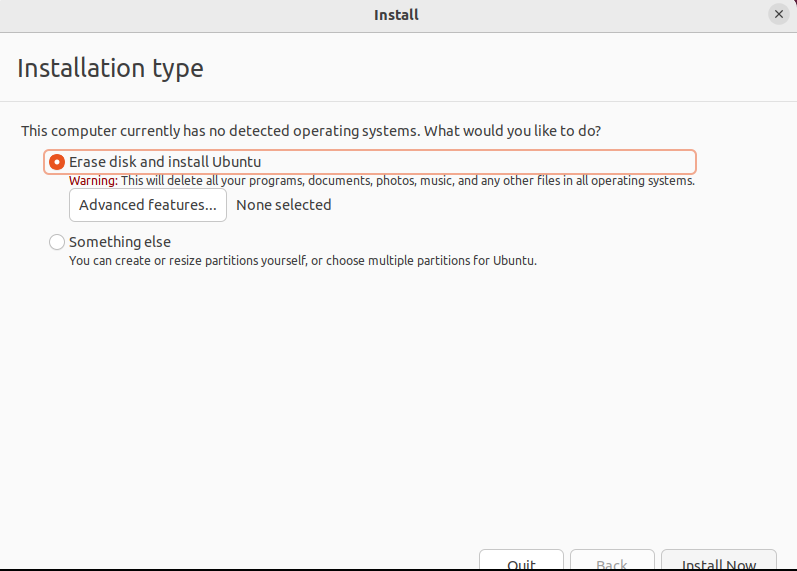 Install
Installation type
This computer currently has no detected operating systems. What would you like to do?
Erase disk and install Ubuntu
Warning: This will delete all your programs, documents, photos, music, and any other files in all operating systems.
Advanced features... None selected
Something else
You can create or resize partitions yourself, or choose multiple partitions for Ubuntu.
Quit Back Install Now